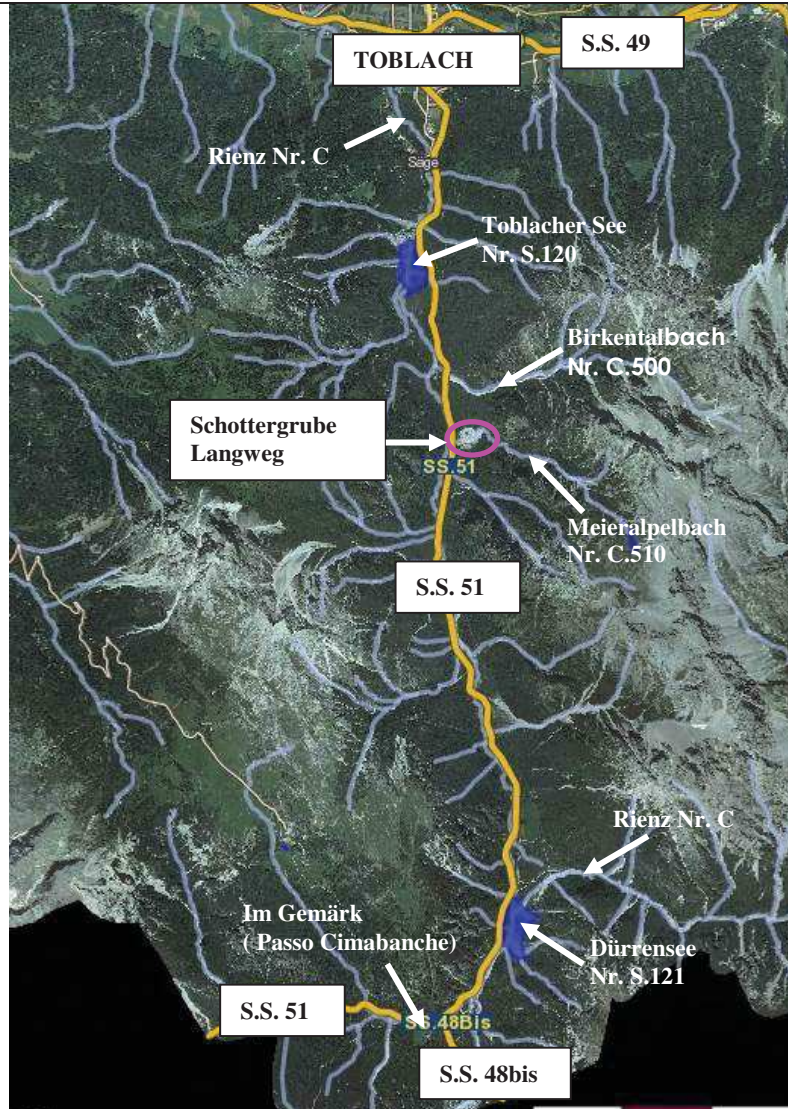 S.S. 49
TOBLACH
Rienz Nr. C
Säge
Toblacher See
Nr. S.120
Birkentalbach
Nr. C.500
Schottergrube
Langweg
SS.51
Meieralpelbach
Nr. C.510
S.S. 51
Rienz Nr. C
Im Gemärk
( Passo Cimabanche)
Dürrensee
Nr. S.121
S.S. 51
SS.48Bis
S.S. 48bis